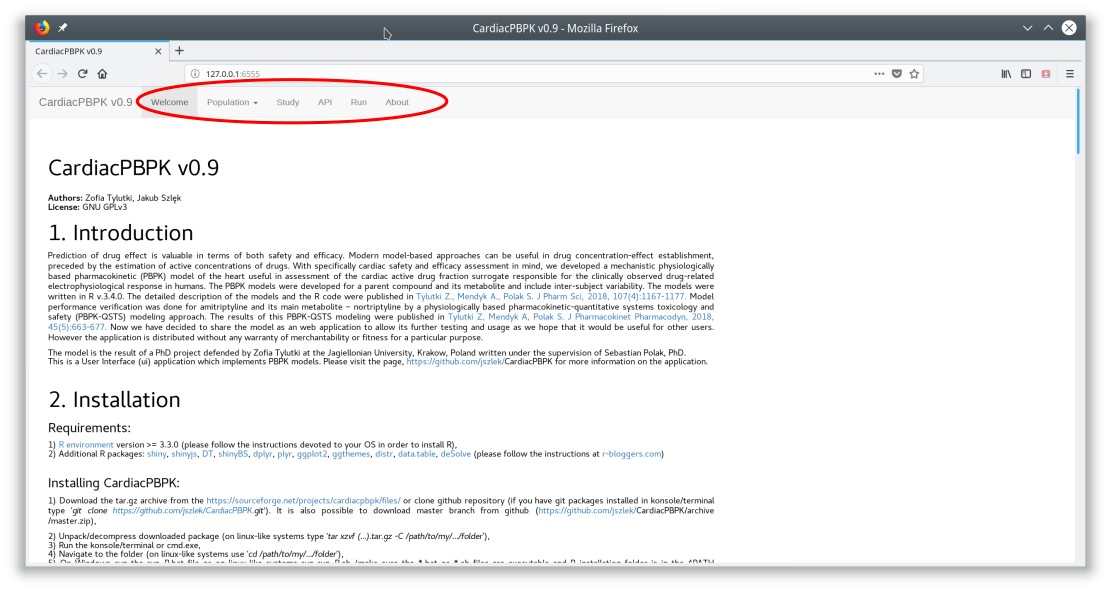 CardiacPBPK v0.9 - Mozilla Firefox
CardiacPBPK v0.9
127.0.0.1:6555
CardiacPBPK v0.9 Welcome Population Study API Run About
CardiacPBPK v0.9
Authors: Zofia Tylutki, Jakub Szlęk
License: GNU GPLv3
1. Introduction
Prediction of drug effect is valuable in terms of both safety and efficacy. Modern model-based approaches can be useful in drug concentration-effect establishment,
preceded by the estimation of active concentrations of drugs. With specifically cardiac safety and efficacy assessment in mind, we developed a mechanistic physiologically
based pharmacokinetic (PBPK) model of the heart useful in assessment of the cardiac active drug fraction surrogate responsible for the clinically observed drug-related
electrophysiological response in humans. The PBPK models were developed for a parent compound and its metabolite and include inter-subject variability. The models were
written in R v.3.4.0. The detailed description of the models and the R code were published in Tylutki Z., Mendyk A., Polak S. J Pharm Sci, 2018, 107(4):1167-1177. Model
performance verification was done for amitriptyline and its main metabolite – nortriptyline by a physiologically based pharmacokinetic-quantitative systems toxicology and
safety (PBPK-QSTS) modeling approach. The results of this PBPK-QSTS modeling were published in Tylutki Z, Mendyk A, Polak S. J Pharmacokinet Pharmacodyn, 2018,
45(5):663-677. Now we have decided to share the model as an web application to allow its further testing and usage as we hope that it would be useful for other users.
However the application is distributed without any warranty of merchantability or fitness for a particular purpose.
The model is the result of a PhD project defended by Zofia Tylutki at the Jagiellonian University, Krakow, Poland written under the supervision of Sebastian Polak, PhD.
This is a User Interface (ui) application which implements PBPK models. Please visit the page, https://github.com/jszlek/CardiacPBPK for more information on the application.
2. Installation
Requirements:
1) R environment version >= 3.3.0 (please follow the instructions devoted to your OS in order to install R),
2) Additional R packages: shiny, shinyjs, DT, shinyBS, dplyr, plyr, ggplot2, ggthemes, distr, data.table, deSolve (please follow the instructions at r-bloggers.com)
Installing CardiacPBPK:
1) Download the tar.gz archive from the https://sourceforge.net/projects/cardiacpbpk/files/ or clone github repository (if you have git packages installed in konsole/terminal
type 'git clone https://github.com/jszlek/CardiacPBPK.git'). It is also possible to download master branch from github (https://github.com/jszlek/CardiacPBPK/archive
/master.zip),
2) Unpack/decompress downloaded package (on linux-like systems type 'tar xzvf (...).tar.gz -C /path/to/my/.../folder'),
3) Run the konsole/terminal or cmd.exe,
4) Navigate to the folder (on linux-like systems use 'cd /path/to/my/.../folder'),